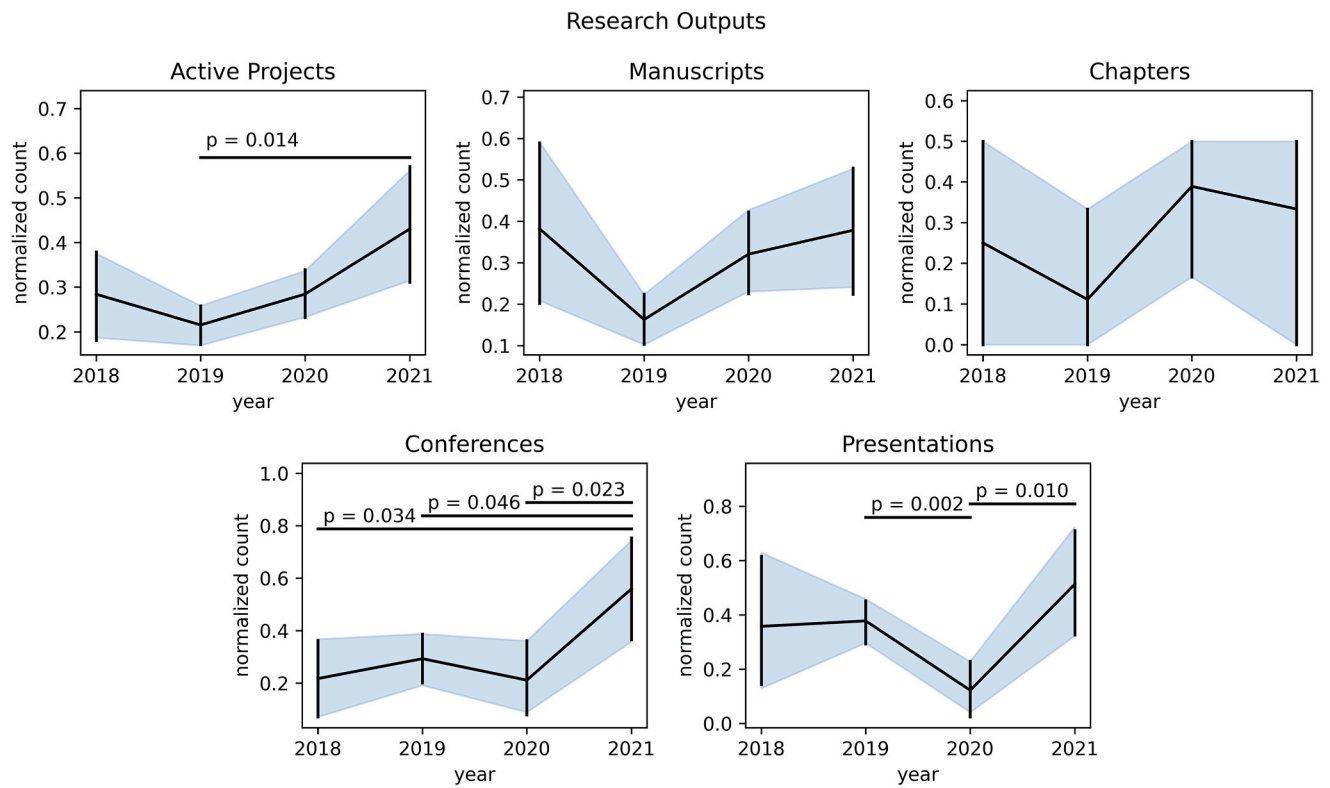 Research Outputs
Active Projects
normalized count
0.7
0.6
0.5
0.4
0.3
0.2
p = 0.014
2018 2019 2020 2021
year
Manuscripts
normalized count
0.7
0.6
0.5
0.4
0.3
0.2
0.1
2018 2019 2020 2021
year
Chapters
normalized count
0.6
0.5
0.4
0.3
0.2
0.1
0.0
2018 2019 2020 2021
year
Conferences
normalized count
1.0
0.8
0.6
0.4
0.2
p = 0.023
p = 0.046
p = 0.034
2018 2019 2020 2021
year
Presentations
normalized count
0.8
0.6
0.4
0.2
0.0
p = 0.010
p = 0.002
2018 2019 2020 2021
year